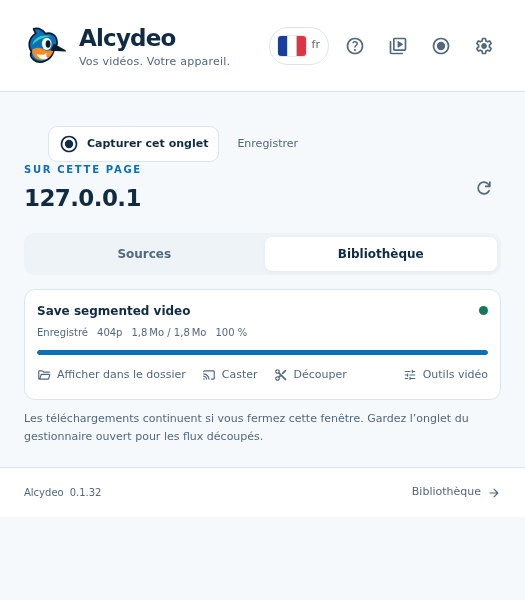 Alcydeo
Vos vidéos. Votre appareil.
fr
Capturer cet onglet
Enregistrer
SUR CETTE PAGE
127.0.0.1
Sources
Bibliothèque
Save segmented video
Enregistré 404p 1,8 Mo / 1,8 Mo 100 %
Afficher dans le dossier
Caster
Découper
Outils vidéo
Les téléchargements continuent si vous fermez cette fenêtre. Gardez l’onglet du
gestionnaire ouvert pour les flux découpés.
Alcydeo 0.1.32
Bibliothèque